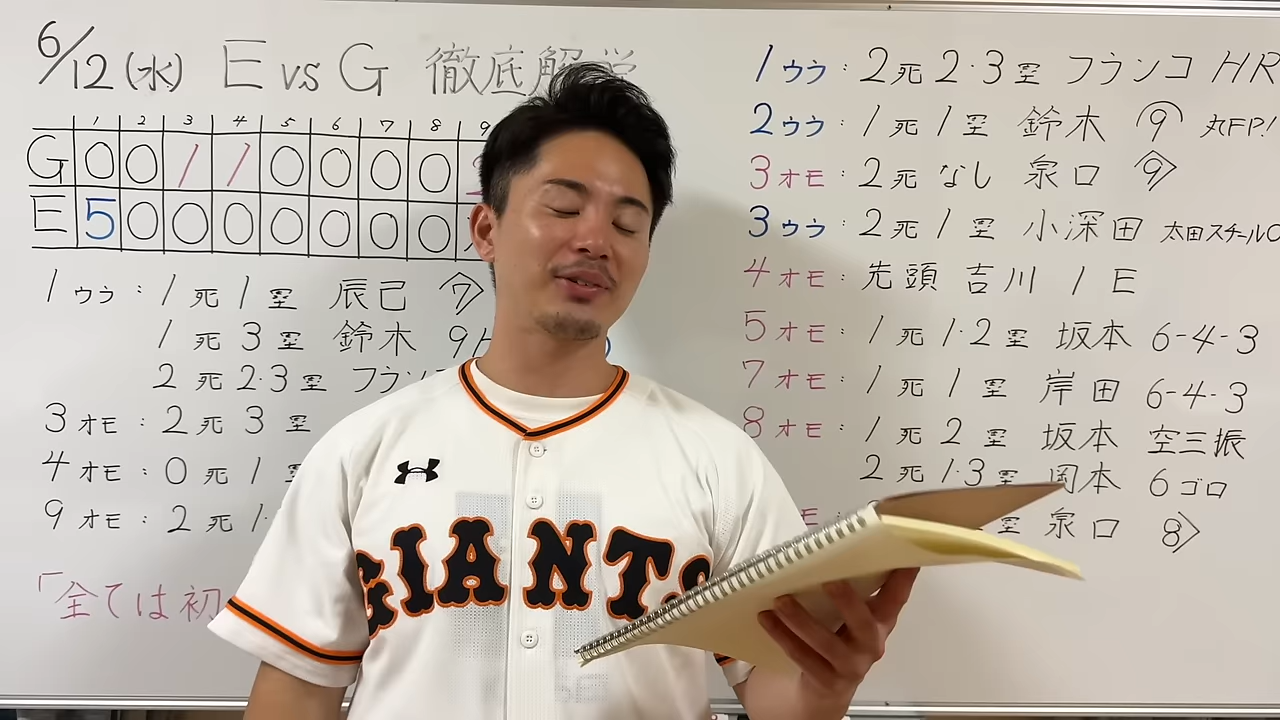 6/12(水) E vs G 徹底解説
1 2 3 4 5 6 7 8 9
G 0 0 1 1 0 0 0 0
E 5 0 0 0 0 0 0 0
1ウラ:1死1塁 辰己 7
1死3塁 鈴木 9
2死2・3塁 フラン
3オモ:2死3塁
4オモ:0死1塁
9オモ:2死1・
「全ては初
1ウラ:2死2・3塁 フランコ HR
2ウラ:1死1塁 鈴木 9 丸FP!
3オモ:2死なし 泉口 9
3ウラ:2死1塁 小深田 太田スチール
4オモ:先頭 吉川 1 E
5オモ:1死1・2塁 坂本 6-4-3
7オモ:1死1塁 岸田 6-4-3
8オモ:1死2塁 坂本 空三振
2死1・3塁 岡本 6ゴロ
モ 塁 泉口 8
GIANTS